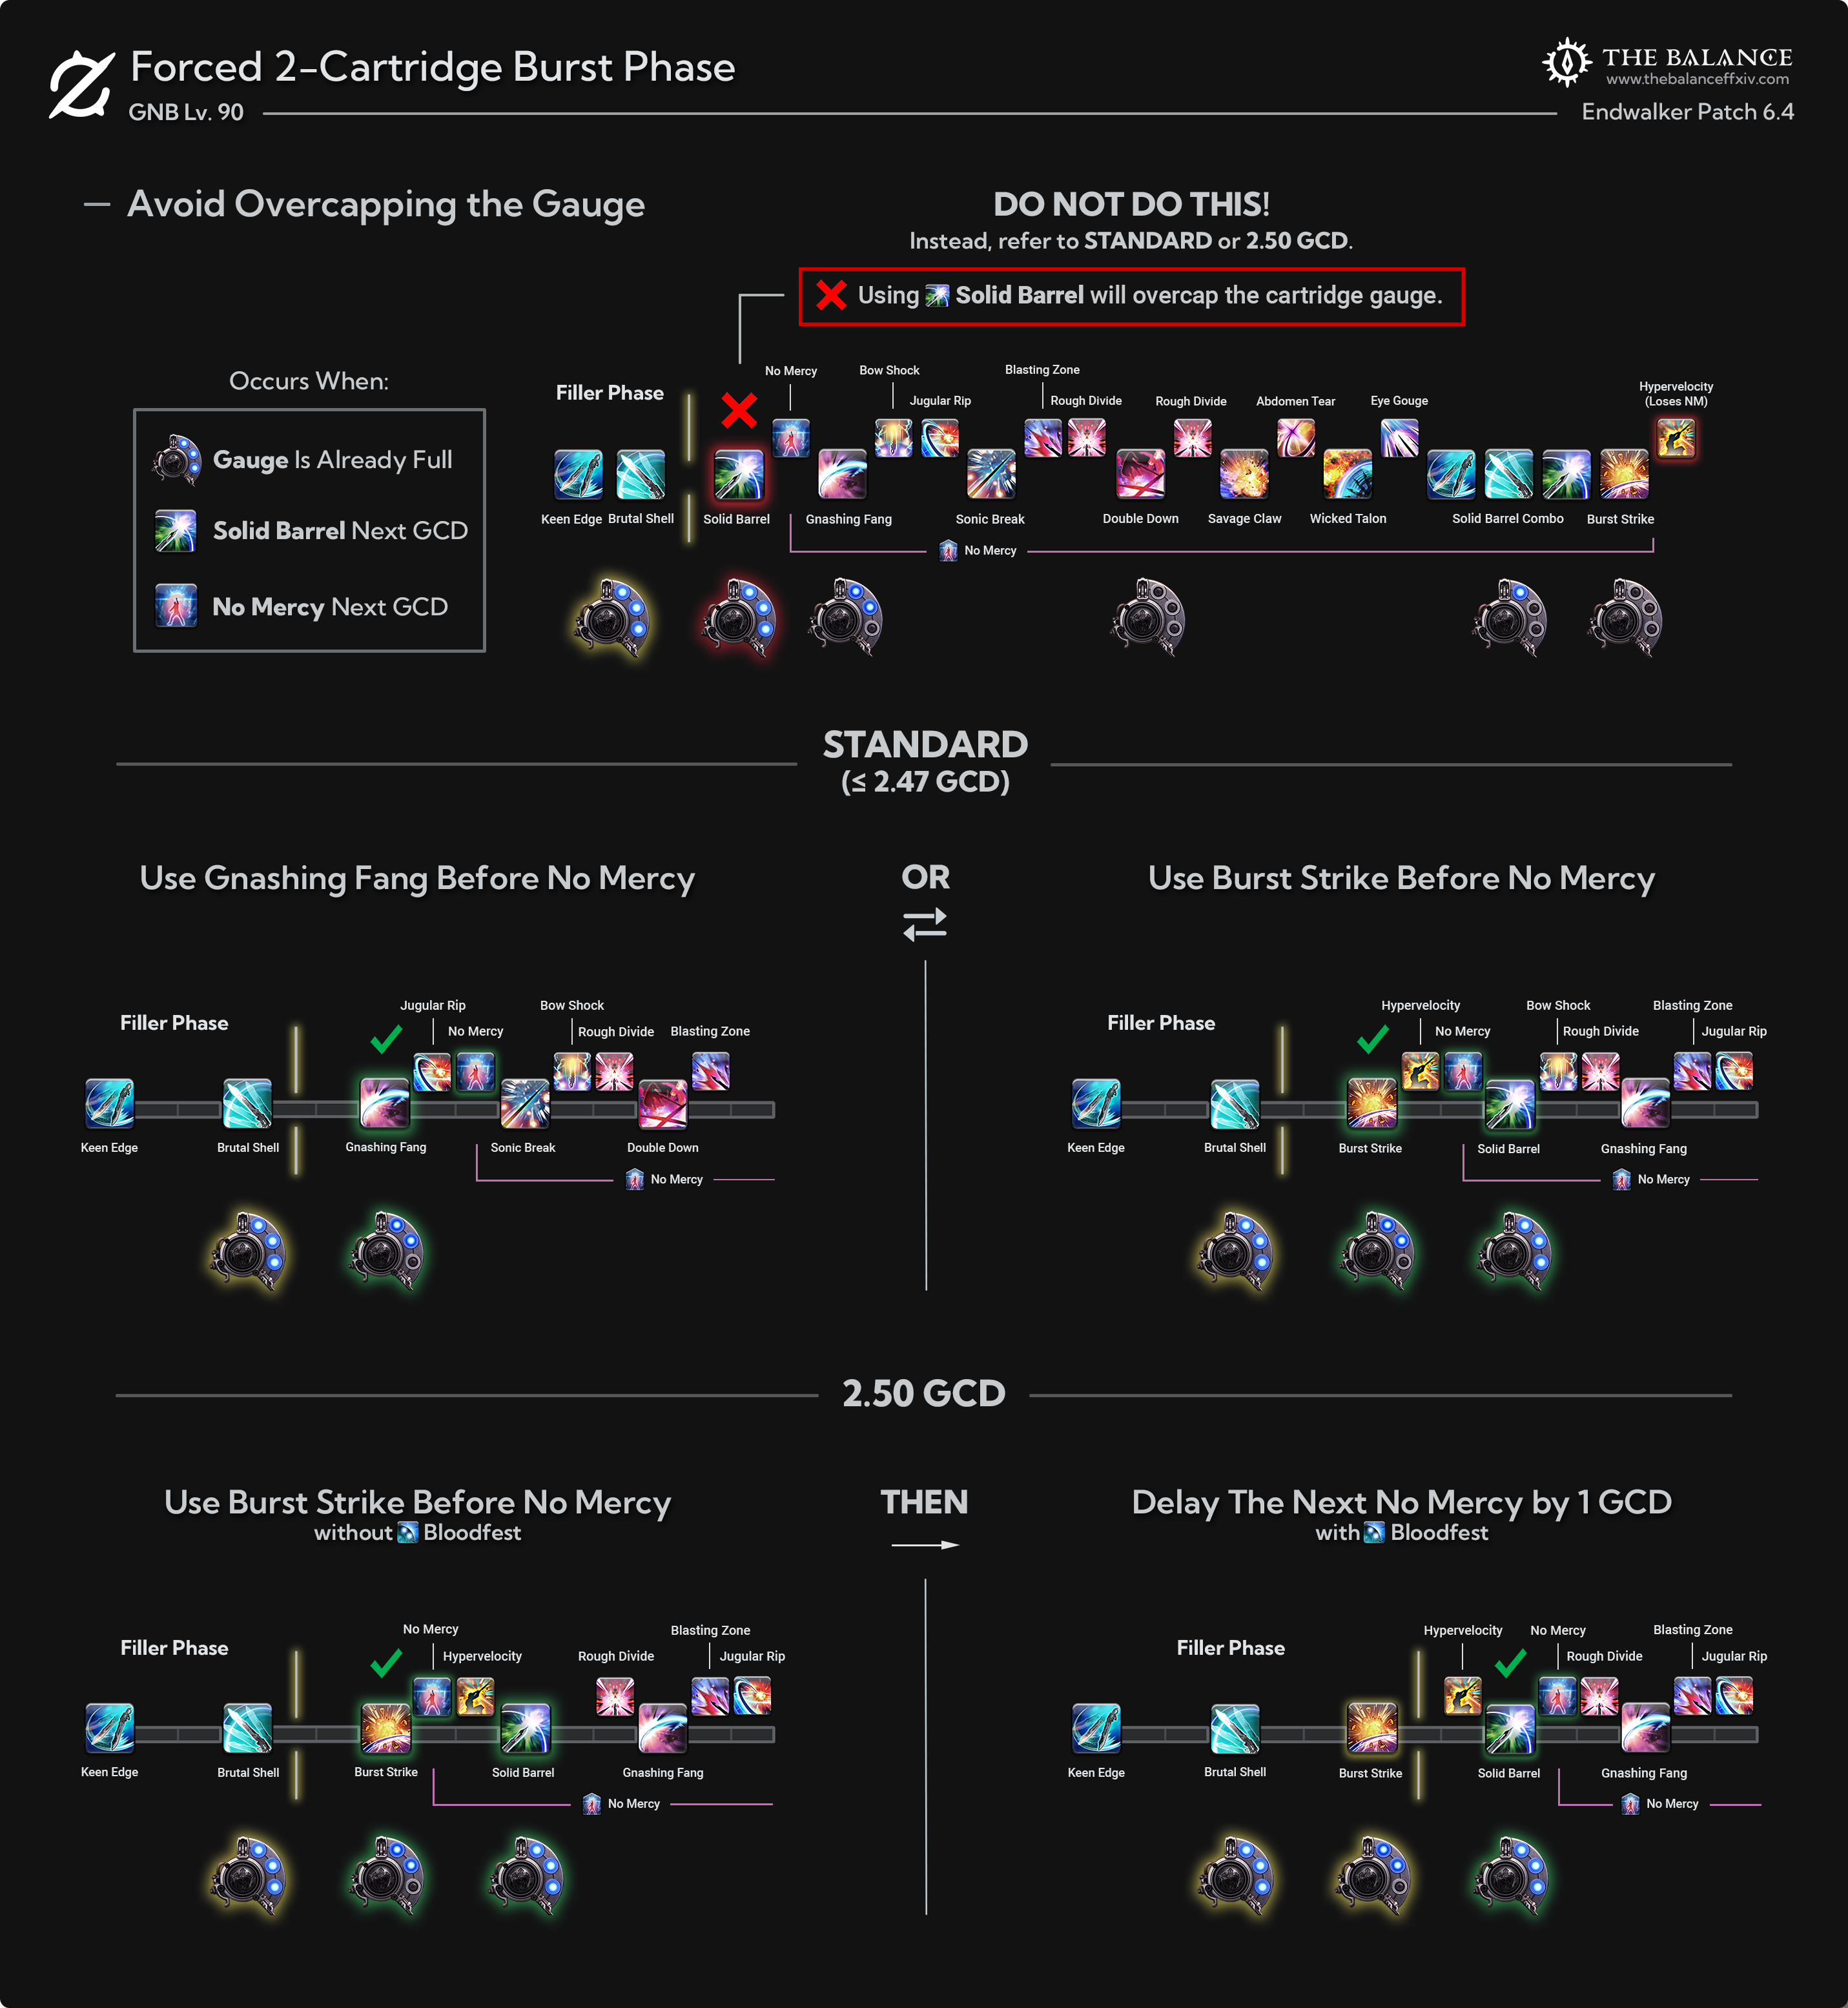 Forced 2-Cartridge Burst Phase
GNB Lv. 90
THE BALANCE
www.thebalanceffxiv.com
Endwalker Patch 6.4
Avoid Overcapping the Gauge
DO NOT DO THIS!
Instead, refer to STANDARD or 2.50 GCD.
Using Solid Barrel will overcap the cartridge gauge.
Occurs When:
Gauge Is Already Full
Solid Barrel Next GCD
No Mercy Next GCD
Filler Phase
No Mercy
Bow Shock
Jugular Rip
Blasting Zone
Rough Divide
Rough Divide
Abdomen Tear
Eye Gouge
Hypervelocity
(Loses NM)
Keen Edge
Brutal Shell
Solid Barrel
Gnashing Fang
Sonic Break
Double Down
Savage Claw
Wicked Talon
Solid Barrel Combo
Burst Strike
No Mercy
STANDARD
(≤ 2.47 GCD)
Use Gnashing Fang Before No Mercy
OR
Use Burst Strike Before No Mercy
Filler Phase
Jugular Rip
No Mercy
Bow Shock
Rough Divide
Blasting Zone
Keen Edge
Brutal Shell
Gnashing Fang
Sonic Break
Double Down
No Mercy
Filler Phase
Hypervelocity
No Mercy
Bow Shock
Rough Divide
Blasting Zone
Jugular Rip
Keen Edge
Brutal Shell
Burst Strike
Solid Barrel
Gnashing Fang
No Mercy
2.50 GCD
Use Burst Strike Before No Mercy
without Bloodfest
THEN
Delay The Next No Mercy by 1 GCD
with Bloodfest
Filler Phase
No Mercy
Hypervelocity
Rough Divide
Blasting Zone
Jugular Rip
Keen Edge
Brutal Shell
Burst Strike
Solid Barrel
Gnashing Fang
No Mercy
Filler Phase
Hypervelocity
No Mercy
Rough Divide
Blasting Zone
Jugular Rip
Keen Edge
Brutal Shell
Burst Strike
Solid Barrel
Gnashing Fang
No Mercy